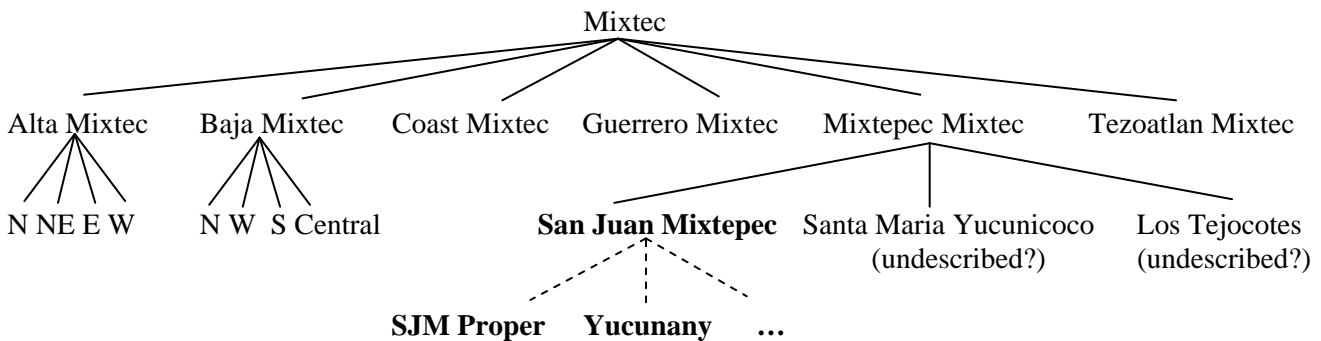 Mixtec
Alta Mixtec Baja Mixtec Coast Mixtec Guerrero Mixtec Mixtepec Mixtec Tezoatlan Mixtec
N NE E W N W S Central San Juan Mixtepec Santa Maria Yucunicoco Los Tejocotes
(undescribed?) (undescribed?)
SJM Proper Yucunany …